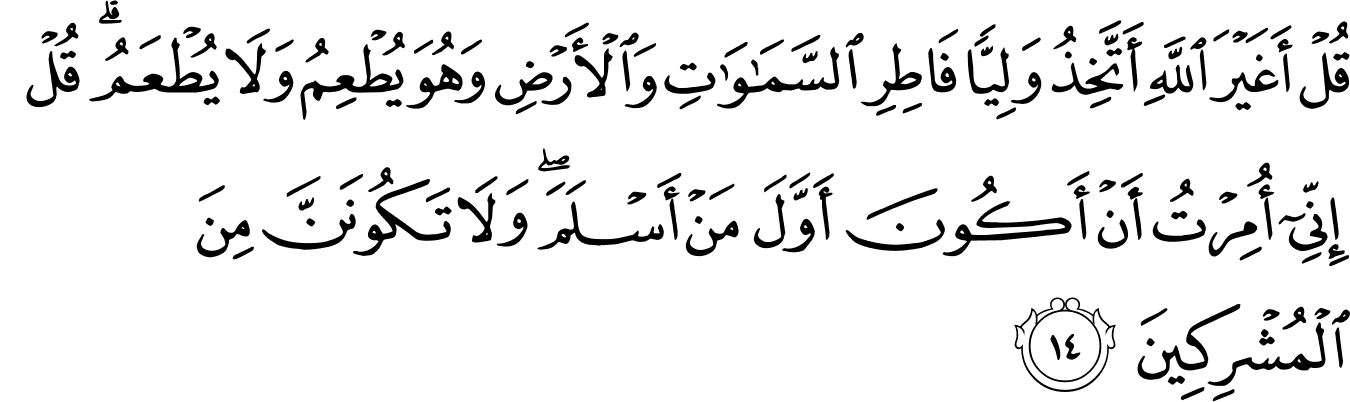 قُلۡ أَغَيۡرَ ٱللَّهِ أَتَّخِذُ وَلِيّٗا فَاطِرِ ٱلسَّمَٰوَٰتِ وَٱلۡأَرۡضِ وَهُوَ يُطۡعِمُ وَلَا يُطۡعَمُۗ قُلۡ
إِنِّيٓ أُمِرۡتُ أَنۡ أَكُونَ أَوَّلَ مَنۡ أَسۡلَمَۖ وَلَا تَكُونَنَّ مِنَ
ٱلۡمُشۡرِكِينَ ١٤